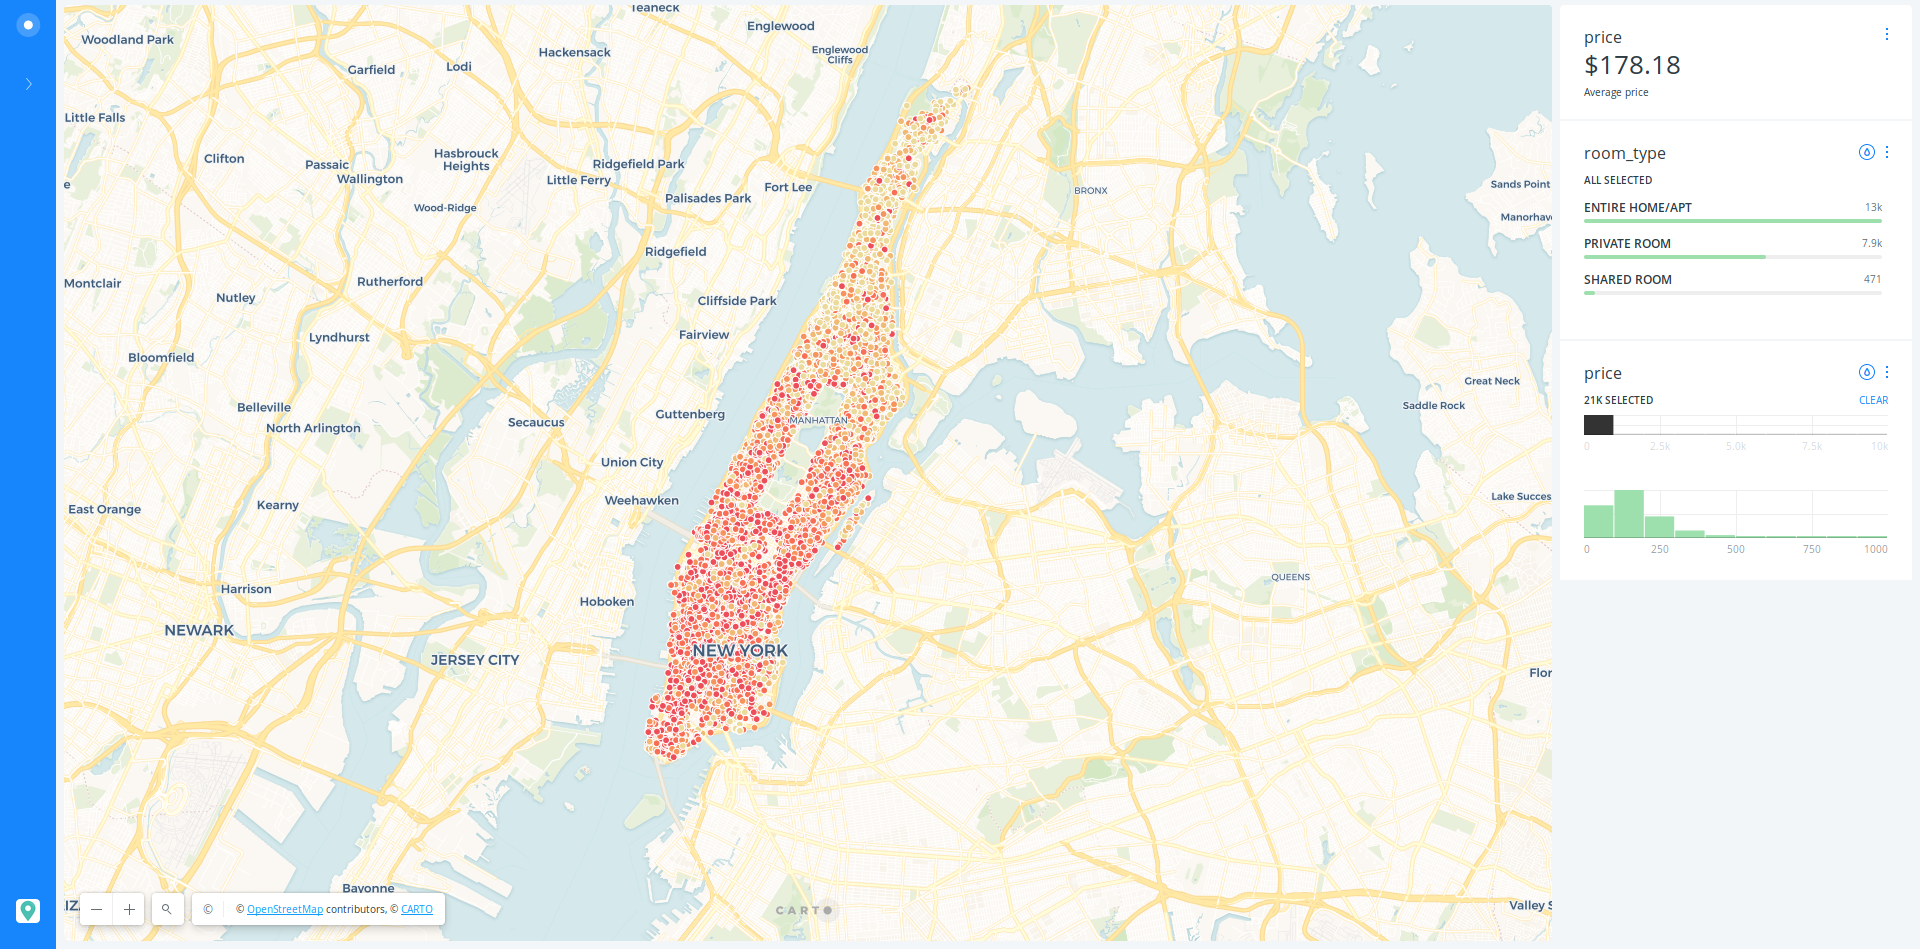 Teaneck
Englewood
Woodland Park
Englewood
Cliffs
Hackensack
Lodi
Garfield
Little Falls
Clifton
Passaic
Hasbrouck
Heights
Ridgefield Park
Wallington
Little Ferry
Fort Lee
e
BRONX
Sands Point
Palisades Park
Wood-Ridge
Manorhav
Ridgefield
Montclair
Rutherford
Nutley
Cliffside Park
Lyndhurst
Fairview
Bloomfield
Great Neck
Belleville
Saddle Rock
Guttenberg
MANHATTAN
Secaucus
North Arlington
Union City
Weehawken
Lake Succes
Kearny
East Orange
QUEENS
Harrison
Hoboken
NEWARK
NEW YORK
JERSEY CITY
Flor
Bayonne
IZ
Valley S
© © OpenStreetMap contributors, © CARTO
CARTO
price
$178.18
Average price
room_type
ALL SELECTED
ENTIRE HOME/APT 13k
PRIVATE ROOM 7.9k
SHARED ROOM 471
price
21K SELECTED CLEAR
0 2.5k 5.0k 7.5k 10k
0 250 500 750 1000